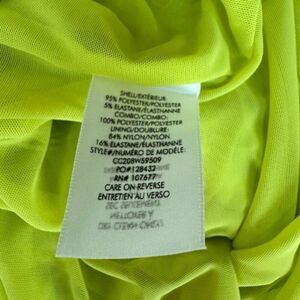 SHELL/EXTÉRIEUR
95% POLYESTER/POLYESTER
5% ELASTANE/ÉLASTHANNE
COMBO/COMBO:
100% POLYESTER/POLYESTER
LINING/DOUBLURE:
84% NYLON/NYLON
16% ELASTANE/ÉLASTHANNE
STYLE#/NUMÉRO DE MODÈLE:
CC208W59509
PO#128432
RN# 107677
CARE ON-REVERSE
ENTRETIEN AU VERSO